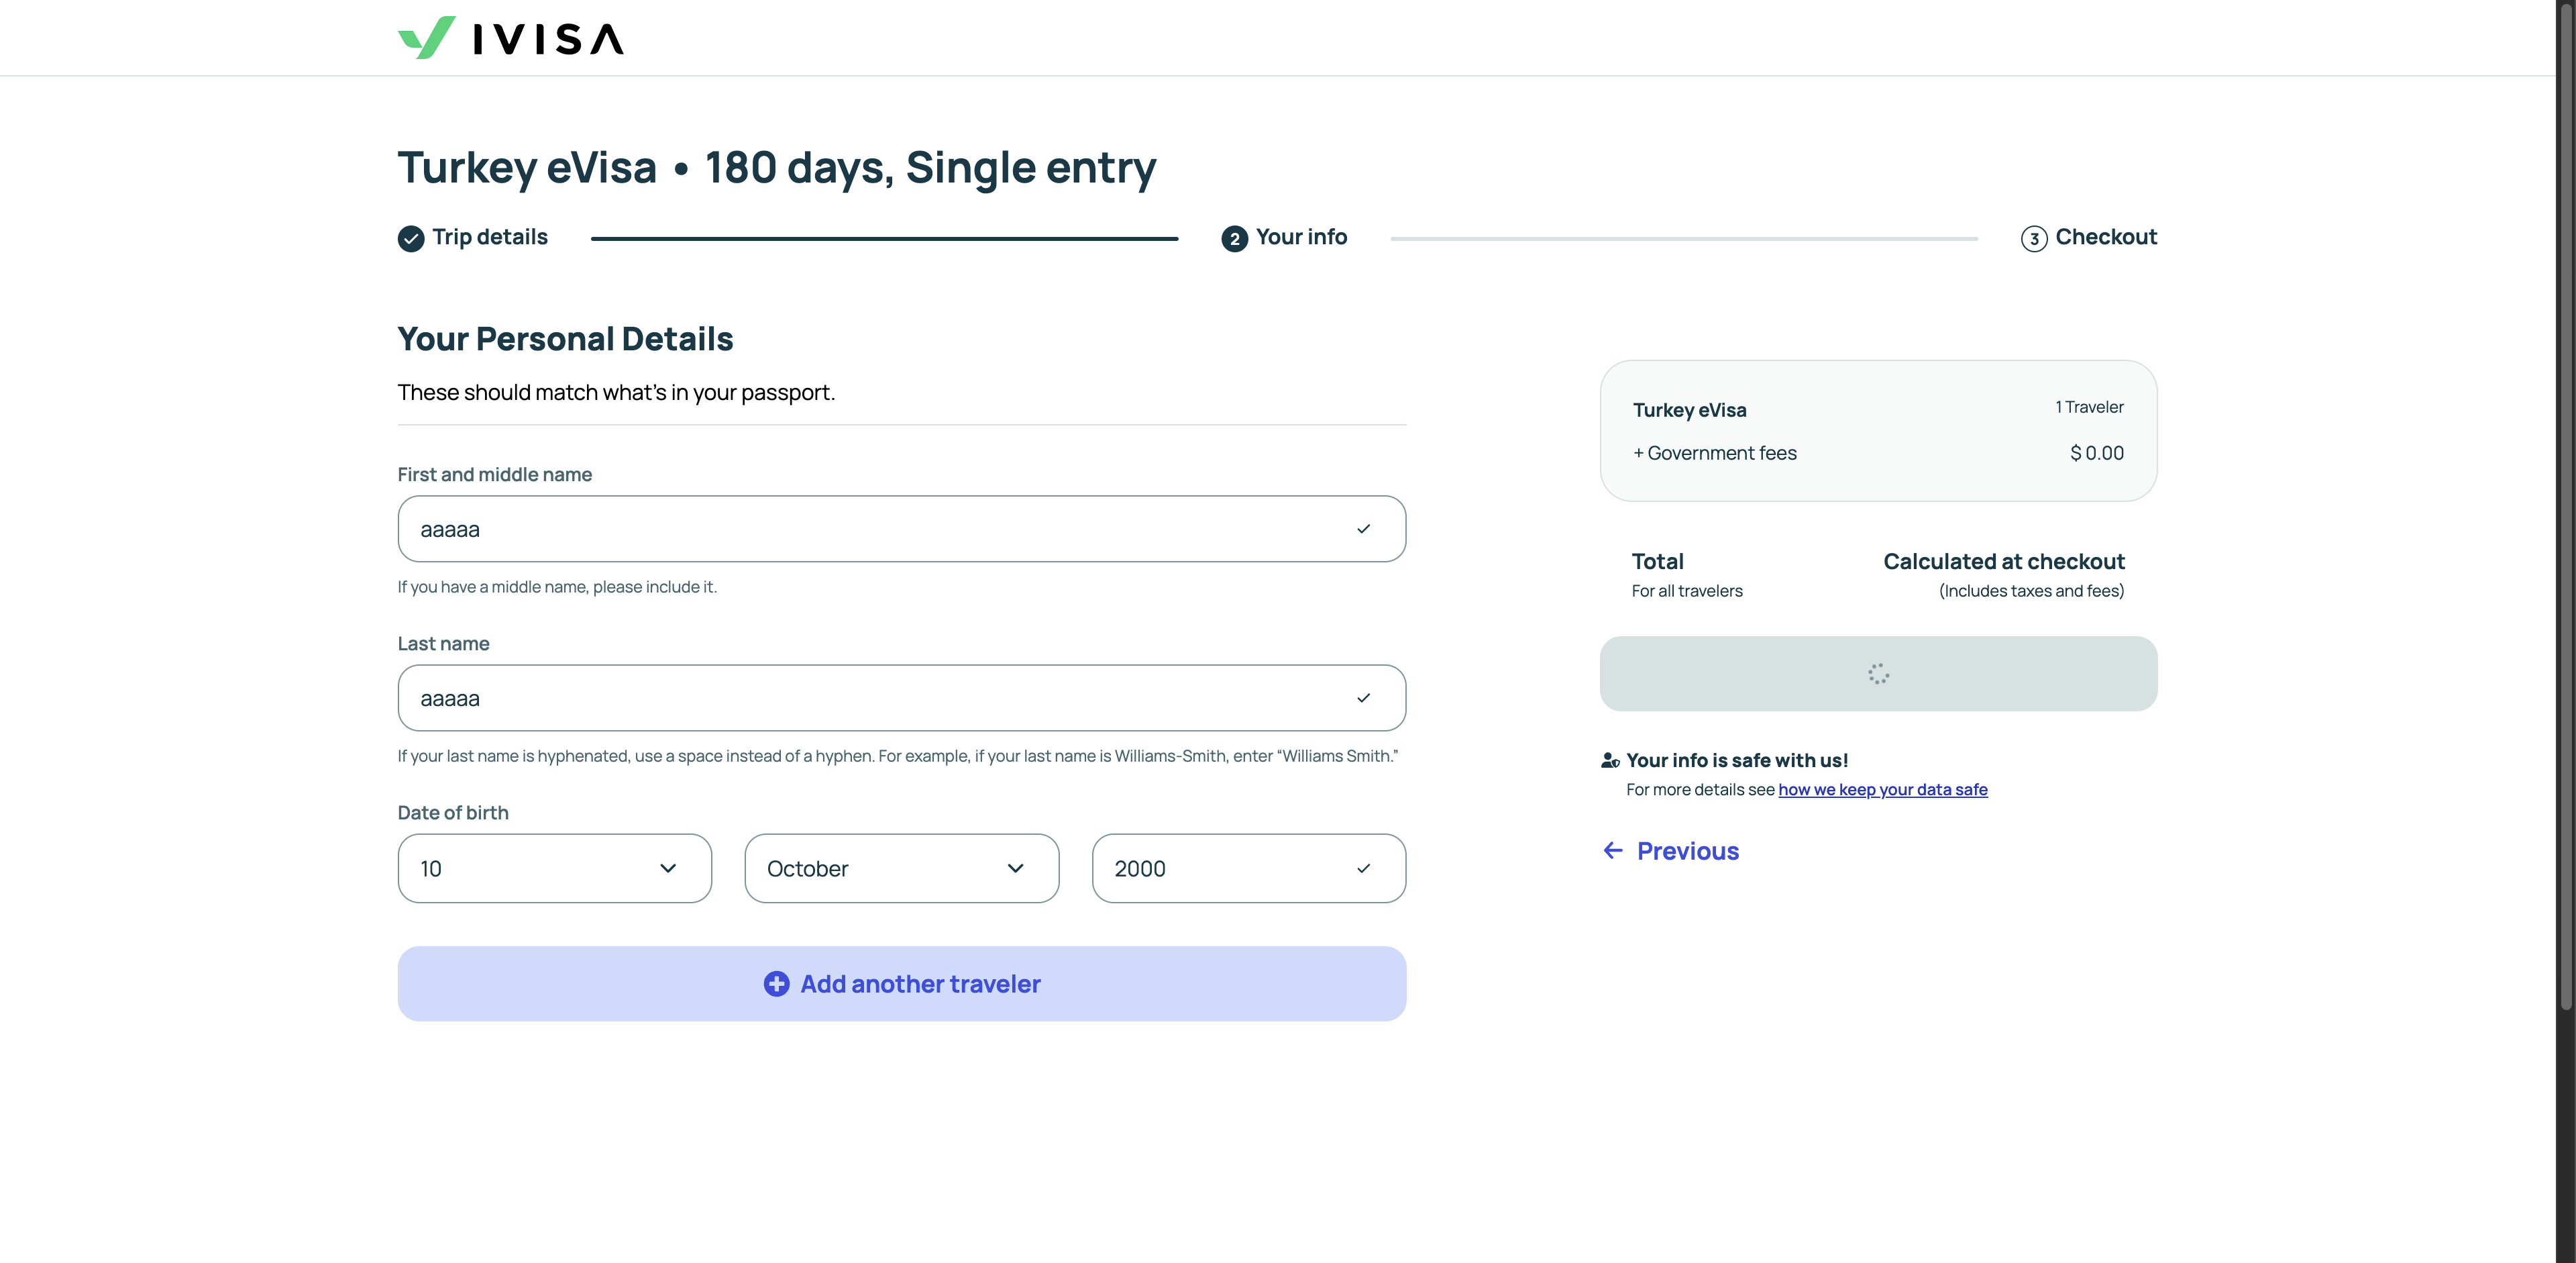 IVISA
Turkey eVisa • 180 days, Single entry
Trip details
2 Your info
3 Checkout
Your Personal Details
These should match what's in your passport.
First and middle name
aaaaa
If you have a middle name, please include it.
Last name
aaaaa
If your last name is hyphenated, use a space instead of a hyphen. For example, if your last name is Williams-Smith, enter “Williams Smith.”
Date of birth
10 October 2000
Add another traveler
Turkey eVisa 1 Traveler
+ Government fees $ 0.00
Total Calculated at checkout
For all travelers (Includes taxes and fees)
Your info is safe with us!
For more details see how we keep your data safe
Previous